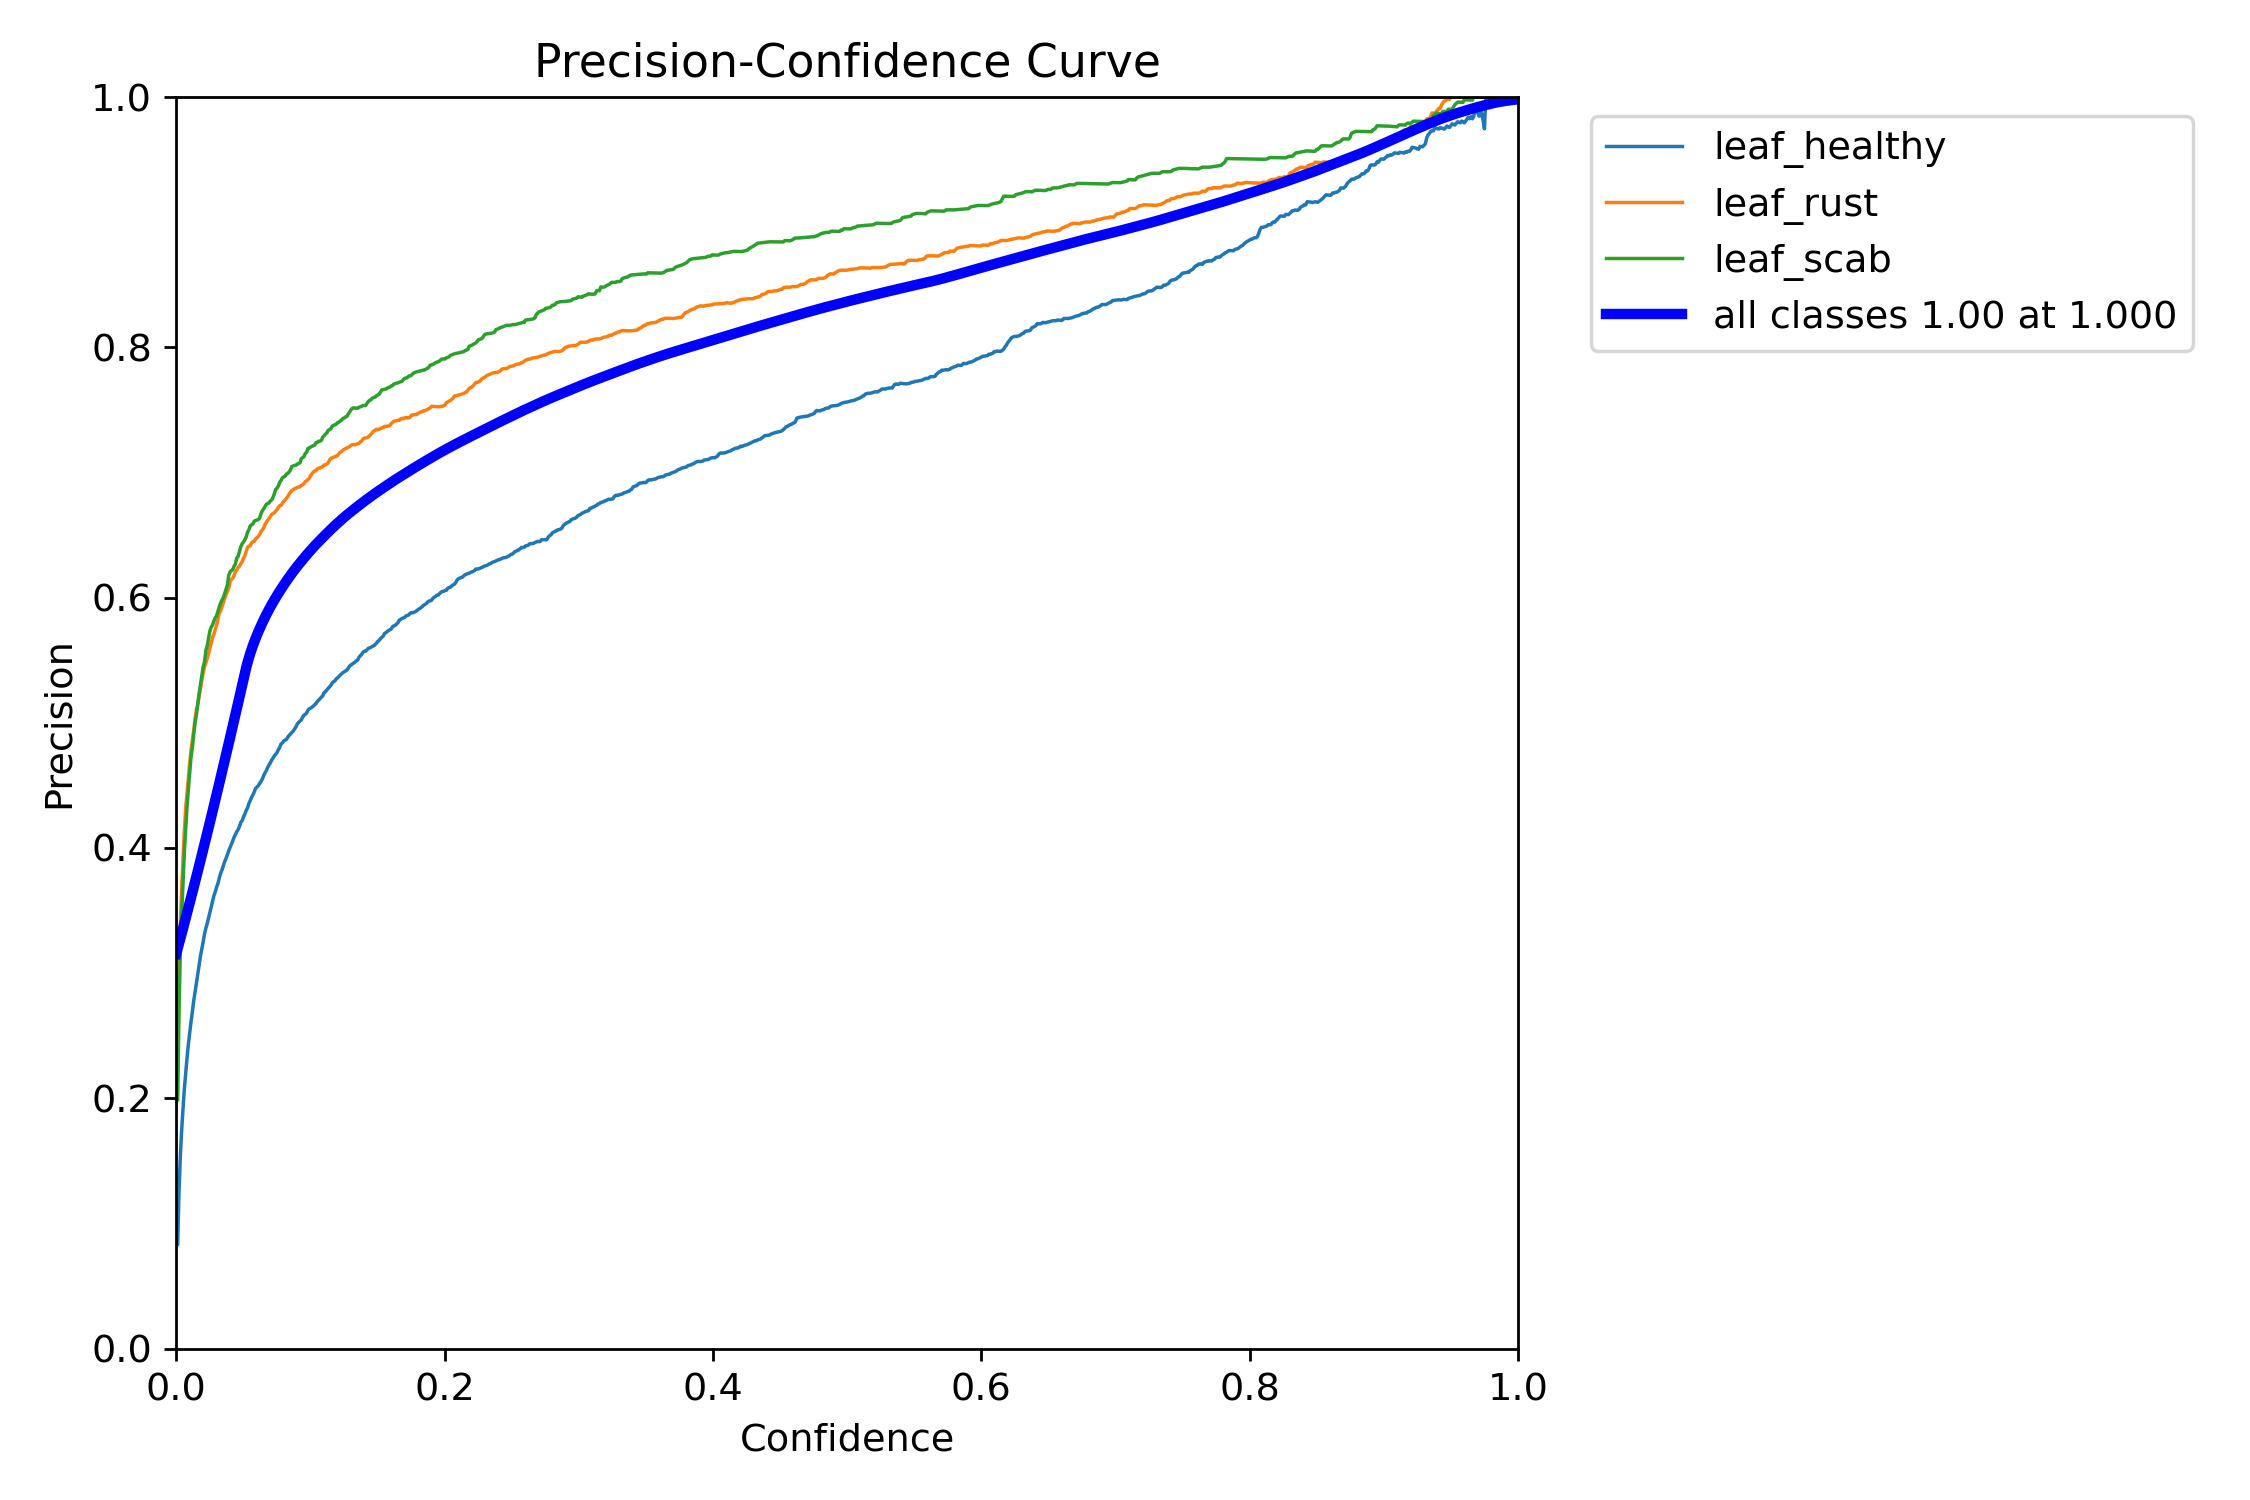 Precision-Confidence Curve
1.0
0.8
0.6
0.4
0.2
0.0
Precision
0.0 0.2 0.4 0.6 0.8 1.0
Confidence
leaf_healthy
leaf_rust
leaf_scab
all classes 1.00 at 1.000